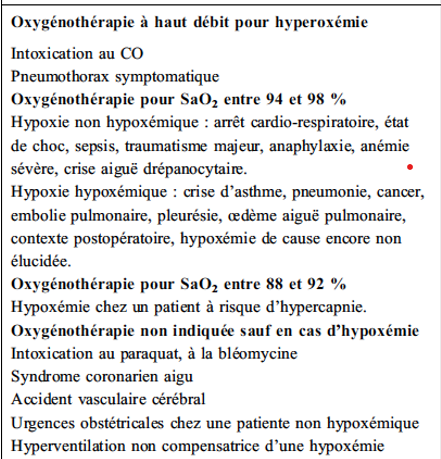 Oxygénothérapie à haut débit pour hyperoxémie
Intoxication au CO
Pneumothorax symptomatique
Oxygénothérapie pour SaO₂ entre 94 et 98 %
Hypoxie non hypoxémique : arrêt cardio-respiratoire, état
de choc, sepsis, traumatisme majeur, anaphylaxie, anémie
sévère, crise aiguë drépanocytaire.
Hypoxie hypoxémique : crise d’asthme, pneumonie, cancer,
embolie pulmonaire, pleurésie, œdème aiguë pulmonaire,
contexte postopératoire, hypoxémie de cause encore non
élucidée.
Oxygénothérapie pour SaO₂ entre 88 et 92 %
Hypoxémie chez un patient à risque d’hypercapnie.
Oxygénothérapie non indiquée sauf en cas d’hypoxémie
Intoxication au paraquat, à la bléomycine
Syndrome coronarien aigu
Accident vasculaire cérébral
Urgences obstétricales chez une patiente non hypoxémique
Hyperventilation non compensatrice d’une hypoxémie